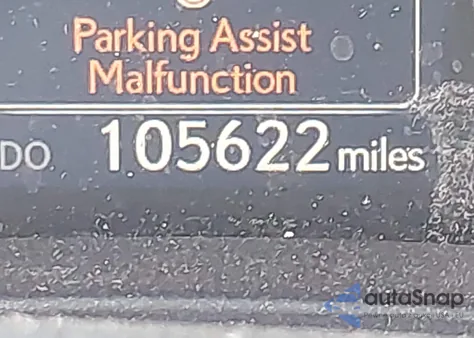 Parking Assist
Malfunction
DO 105622 miles
autoSnap